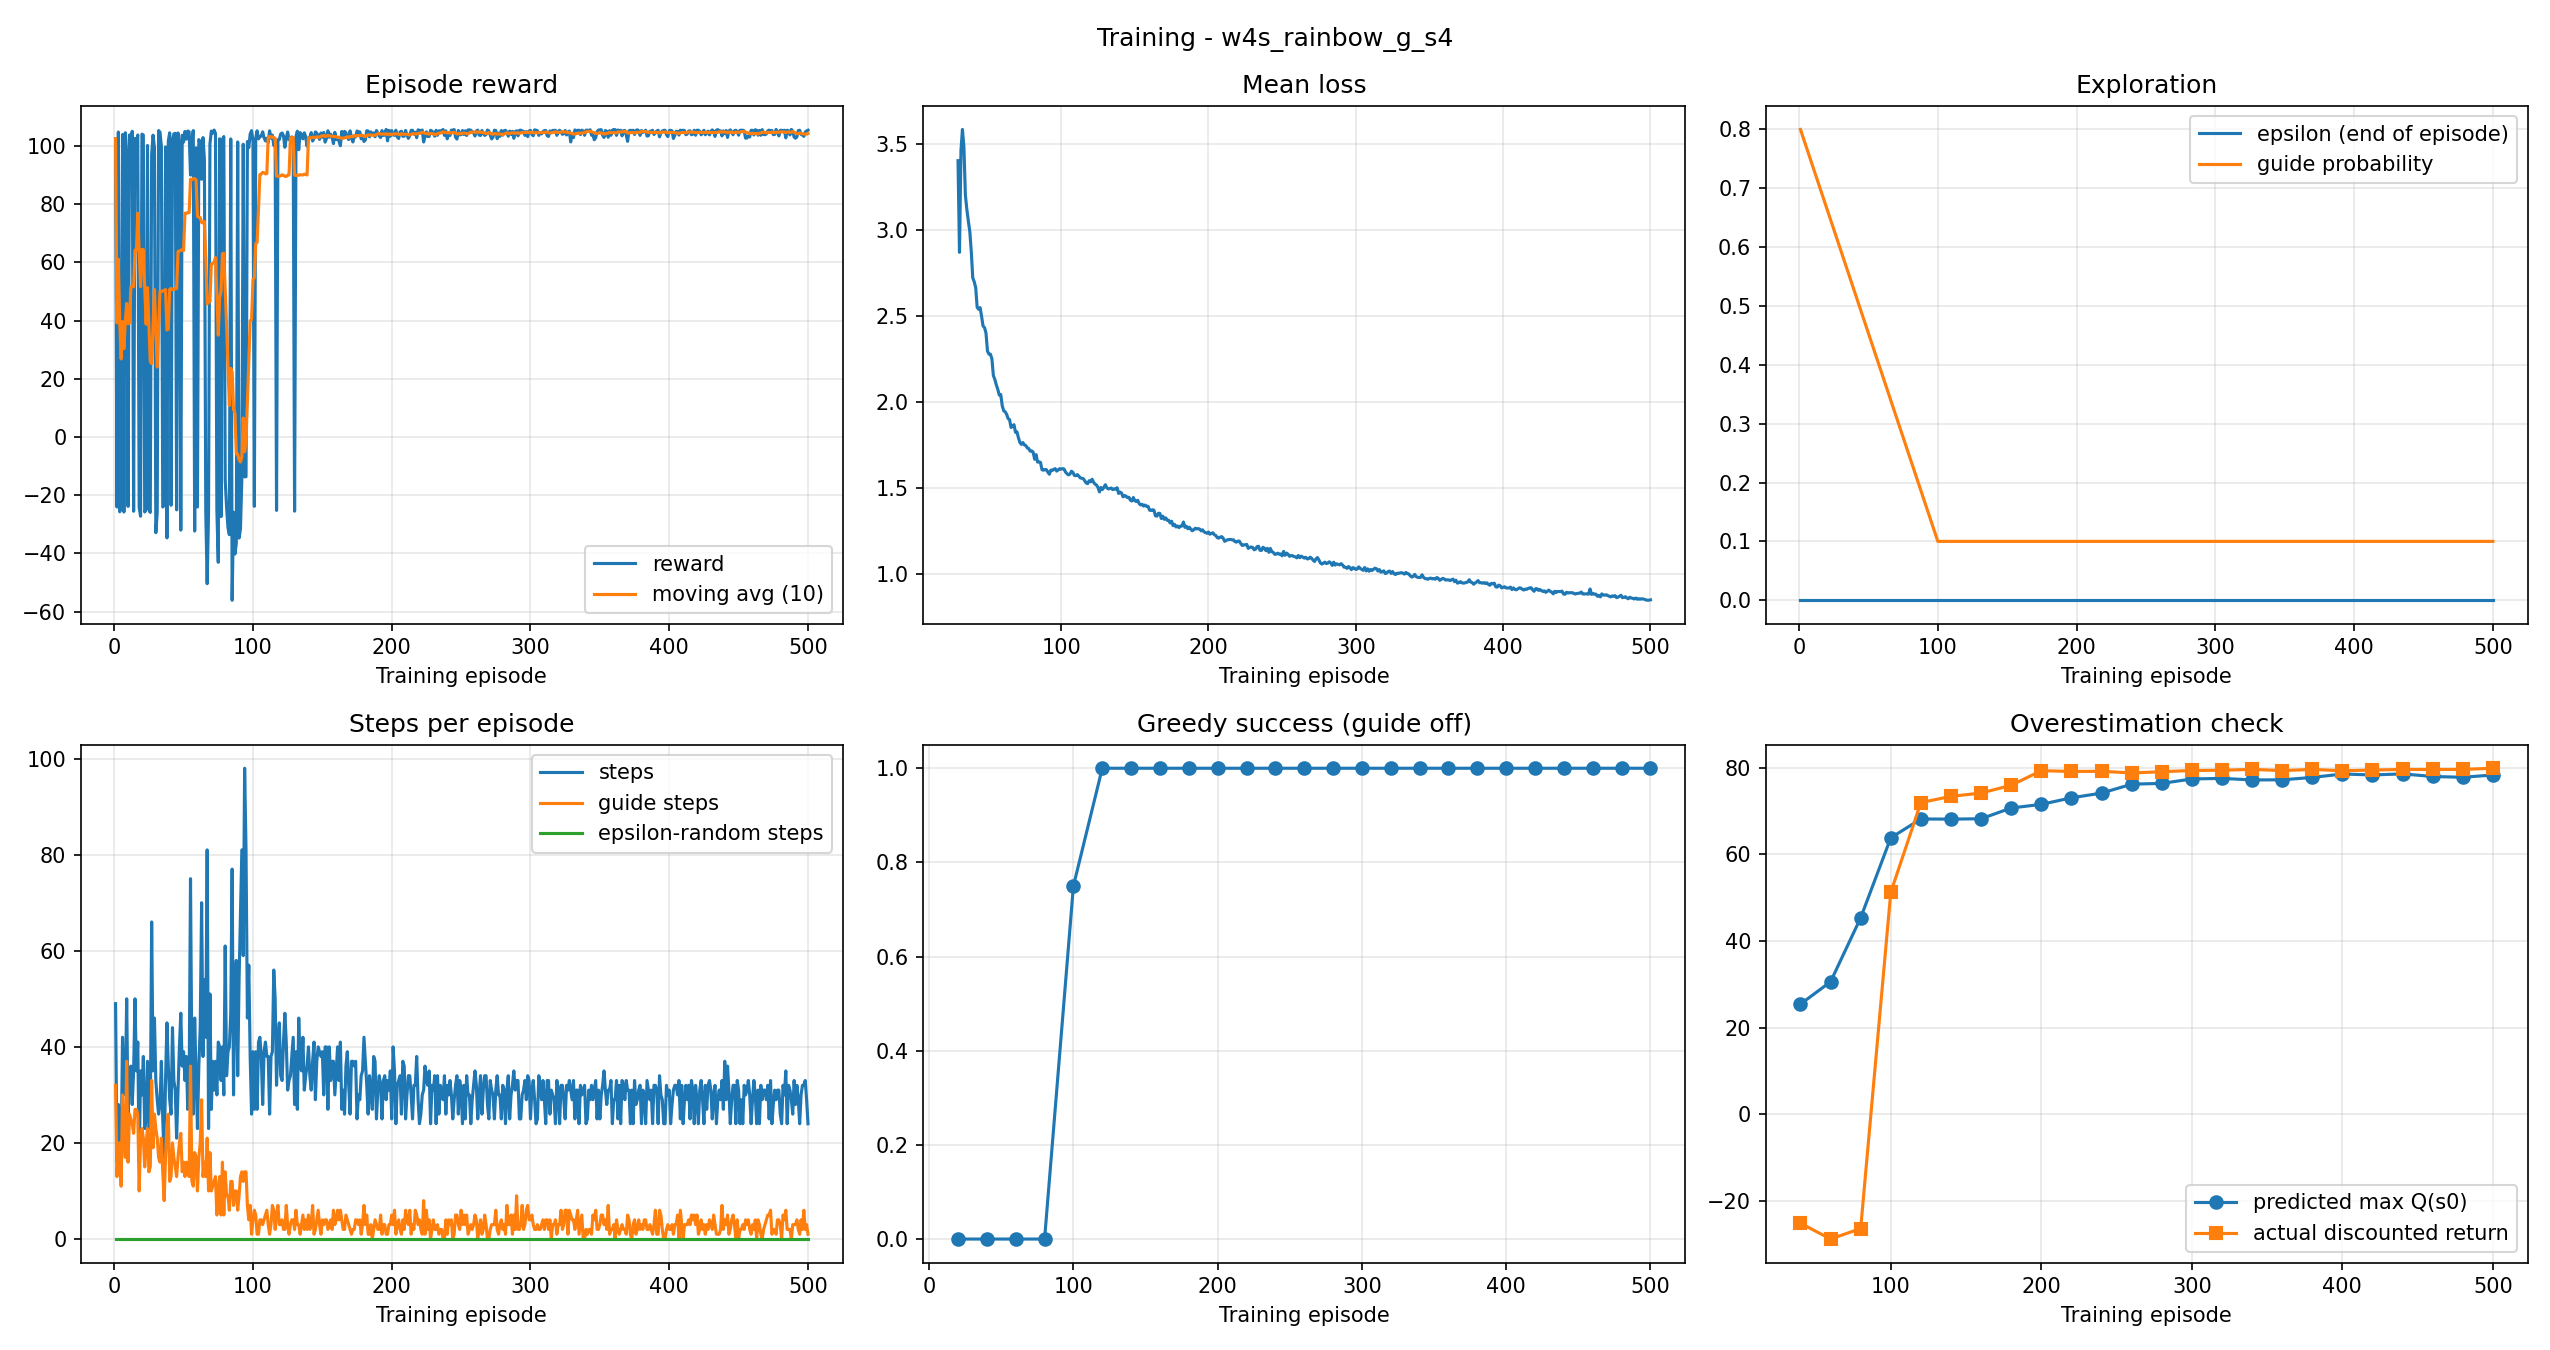 Training - w4s_rainbow_g_s4
Episode reward
100
80
60
40
20
0
−20
−40
−60
reward
moving avg (10)
0 100 200 300 400 500
Training episode
Mean loss
3.5
3.0
2.5
2.0
1.5
1.0
100 200 300 400 500
Training episode
Exploration
0.8
0.7
0.6
0.5
0.4
0.3
0.2
0.1
0.0
epsilon (end of episode)
guide probability
0 100 200 300 400 500
Training episode
Steps per episode
100
80
60
40
20
0
steps
guide steps
epsilon-random steps
0 100 200 300 400 500
Training episode
Greedy success (guide off)
1.0
0.8
0.6
0.4
0.2
0.0
0 100 200 300 400 500
Training episode
Overestimation check
80
60
40
20
0
−20
predicted max Q(s0)
actual discounted return
100 200 300 400 500
Training episode